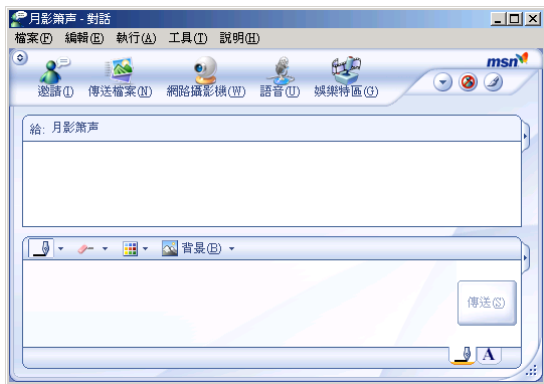 月影箫声 - 對話
檔案(F) 編輯(E) 執行(A) 工具(T) 說明(H)
msn
邀請(I) 傳送檔案(N) 網路攝影機(W) 語音(U) 娛樂特區(G)
給: 月影箫声
背景(B)
傳送(S)
A